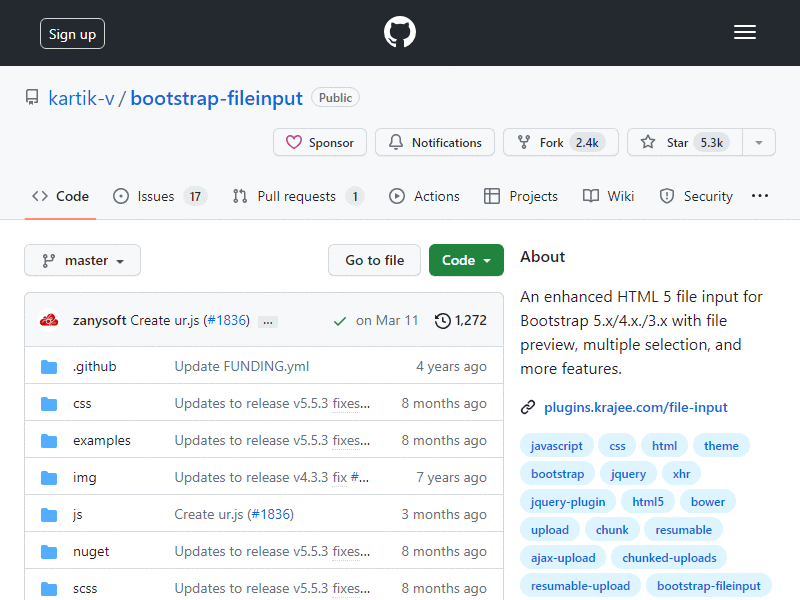 Sign up
kartik-v / bootstrap-fileinput Public
Sponsor Notifications Fork 2.4k Star 5.3k
Code Issues 17 Pull requests 1 Actions Projects Wiki Security ...
master Go to file Code
zanysoft Create ur.js (#1836) ... on Mar 11 1,272
.github Update FUNDING.yml 4 years ago
css Updates to release v5.5.3 fixes... 8 months ago
examples Updates to release v5.5.3 fixes... 8 months ago
img Updates to release v4.3.3 fix #... 7 years ago
js Create ur.js (#1836) 3 months ago
nuget Updates to release v5.5.3 fixes... 8 months ago
scss Updates to release v5.5.3 fixes... 8 months ago
About
An enhanced HTML 5 file input for
Bootstrap 5.x/4.x./3.x with file
preview, multiple selection, and
more features.
plugins.krajee.com/file-input
javascript css html theme
bootstrap jquery xhr
jquery-plugin html5 bower
upload chunk resumable
ajax-upload chunked-uploads
resumable-upload bootstrap-fileinput